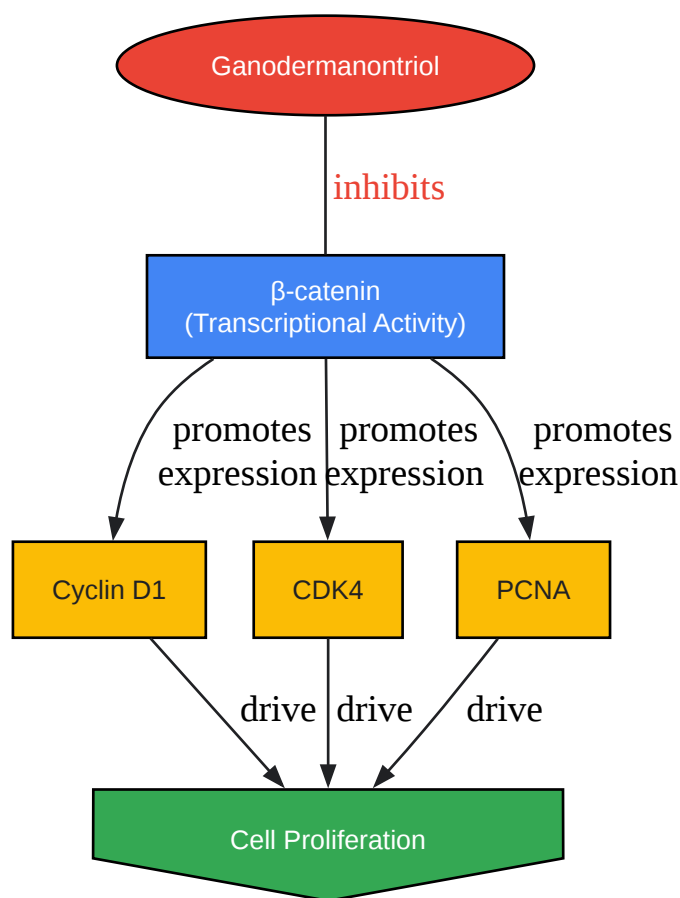 Ganodermanontriol
inhibits
β-catenin
(Transcriptional Activity)
promotes
expression
promotes
expression
promotes
expression
Cyclin D1
CDK4
PCNA
drive
drive
drive
Cell Proliferation